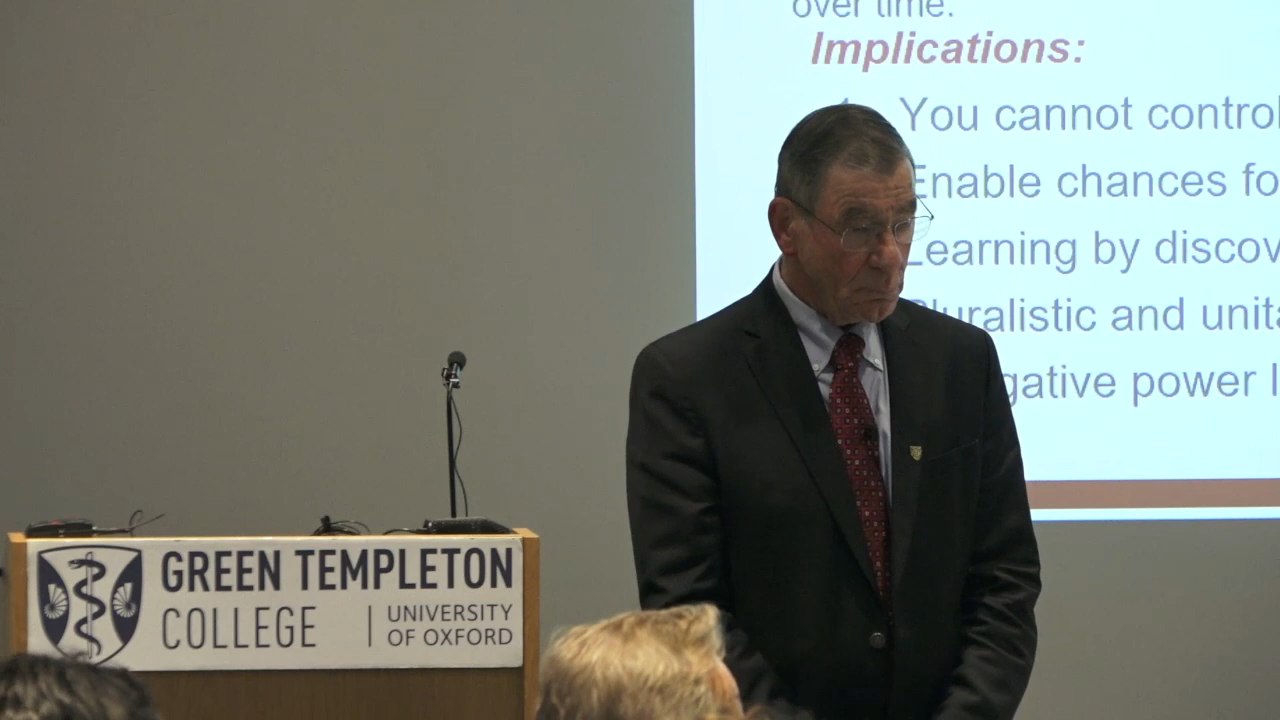 over time.
Implications:
You cannot control
Enable chances fo
Learning by discov
Pluralistic and unita
gative power
GREEN TEMPLETON
COLLEGE
UNIVERSITY
OF OXFORD